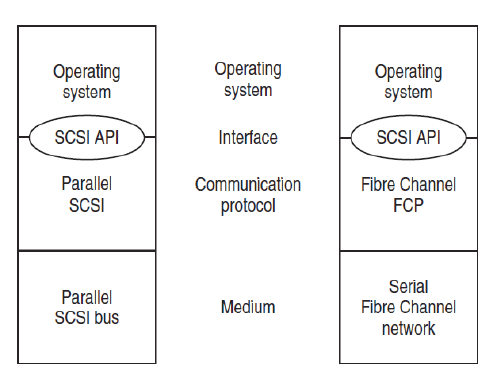 Operating
system
Operating
system
Operating
system
SCSI API
Interface
SCSI API
Parallel
SCSI
Communication
protocol
Fibre Channel
FCP
Parallel
SCSI bus
Medium
Serial
Fibre Channel
network